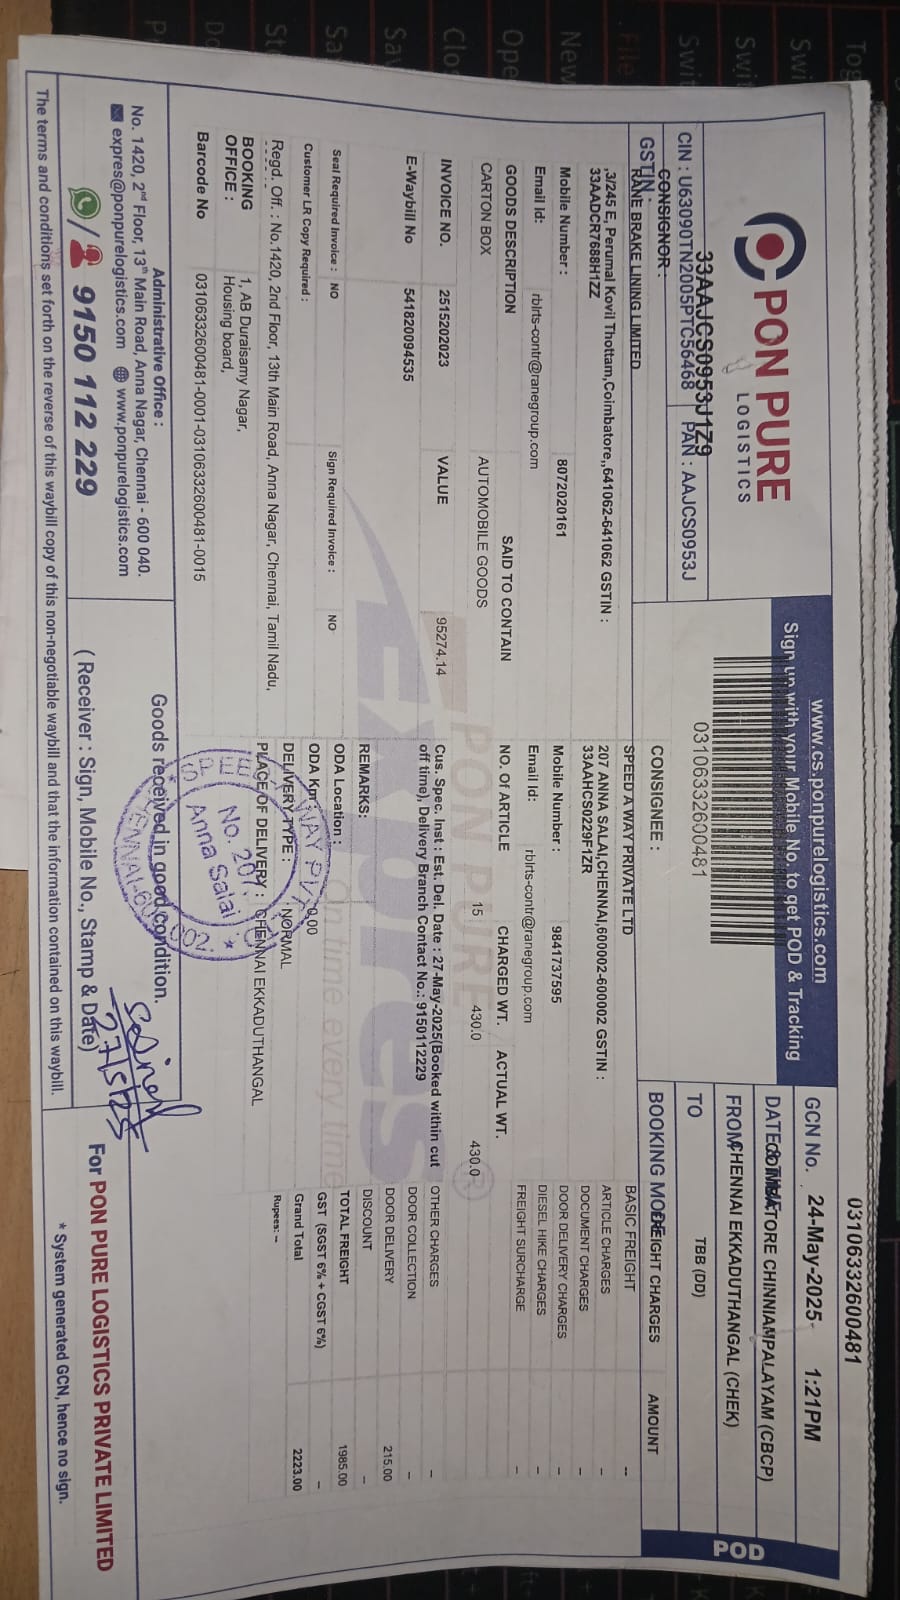 PON PURE
LOGISTICS
33AAJCS0953J1Z9
CIN : U63090TN2005PTC56468 PAN : AAJCS0953J
GSTIN :
www.cs.ponpurelogistics.com
Sign up with your Mobile No. to get POD & Tracking
03106332600481
03106332600481
GCN No. 24-May-2025 1:21PM
DATE & TIME COIMBATORE CHINNIAMPALAYAM (CBCP)
FROM CHENNAI EKKADUTHANGAL (CHEK)
TO TBB (DD)
BOOKING MODE
POD
CONSIGNOR :
RANE BRAKE LINING LIMITED
,3/245 E, Perumal Kovil Thottam,Coimbatore,,641062-641062 GSTIN :
33AADCR7688H1ZZ
Mobile Number : 8072020161
Email Id: rblrts-contr@ranegroup.com
CONSIGNEE :
SPEED A WAY PRIVATE LTD
207 ANNA SALAI,CHENNAI,600002-600002 GSTIN :
33AAHCS0229F1ZR
Mobile Number : 9841737595
Email Id: rblrts-contr@ranegroup.com
FREIGHT CHARGES AMOUNT
BASIC FREIGHT --
ARTICLE CHARGES –
DOCUMENT CHARGES –
DOOR DELIVERY CHARGES –
DIESEL HIKE CHARGES –
FREIGHT SURCHARGE –
GOODS DESCRIPTION SAID TO CONTAIN NO. Of ARTICLE CHARGED WT. ACTUAL WT.
CARTON BOX AUTOMOBILE GOODS 15 430.0 430.0
INVOICE NO. 2515202023 VALUE 95274.14
E-Waybill No 541820094535
Cus. Spec. Inst : Est. Del. Date : 27-May-2025(Booked within cut
off time), Delivery Branch Contact No.: 9150112229
OTHER CHARGES –
DOOR COLLECTION –
DOOR DELIVERY 215.00
DISCOUNT –
TOTAL FREIGHT 1985.00
GST (SGST 6% + CGST 6%) –
Grand Total 2223.00
Rupees: –
PON PURE
express
on time every time
REMARKS:
Seal Required Invoice : NO Sign Required Invoice : NO
Customer LR Copy Required :
ODA Location :
ODA Km : 0.00
DELIVERY TYPE : NORMAL
PLACE OF DELIVERY : CHENNAI EKKADUTHANGAL
Regd. Off. : No.1420, 2nd Floor, 13th Main Road, Anna Nagar, Chennai, Tamil Nadu,
BOOKING OFFICE : 1, AB Duraisamy Nagar,
Housing board,
Barcode No 03106332600481-0001-03106332600481-0015
Administrative Office :
No. 1420, 2nd Floor, 13th Main Road, Anna Nagar, Chennai - 600 040.
expres@ponpurelogistics.com www.ponpurelogistics.com
9150 112 229
Goods received in good condition.
No. 207,
Anna Salai
27/5/25
( Receiver : Sign, Mobile No., Stamp & Date)
For PON PURE LOGISTICS PRIVATE LIMITED
The terms and conditions set forth on the reverse of this waybill copy of this non-negotiable waybill and that the information contained on this waybill.
* System generated GCN, hence no sign.